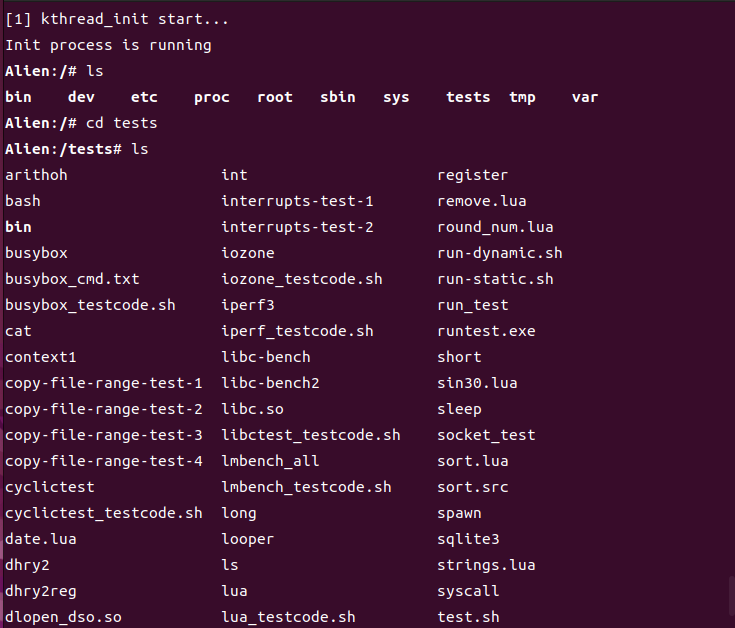 [1] kthread_init start...
Init process is running
Alien:/# ls
bin dev etc proc root sbin sys tests tmp var
Alien:/# cd tests
Alien:/tests# ls
arithoh int register
bash interrupts-test-1 remove.lua
bin interrupts-test-2 round_num.lua
busybox iozone run-dynamic.sh
busybox_cmd.txt iozone_testcode.sh run-static.sh
busybox_testcode.sh iperf3 run_test
cat iperf_testcode.sh runtest.exe
context1 libc-bench short
copy-file-range-test-1 libc-bench2 sin30.lua
copy-file-range-test-2 libc.so sleep
copy-file-range-test-3 libctest_testcode.sh socket_test
copy-file-range-test-4 lmbench_all sort.lua
cyclictest lmbench_testcode.sh sort.src
cyclictest_testcode.sh long spawn
date.lua looper sqlite3
dhry2 ls strings.lua
dhry2reg lua syscall
dlopen_dso.so lua_testcode.sh test.sh